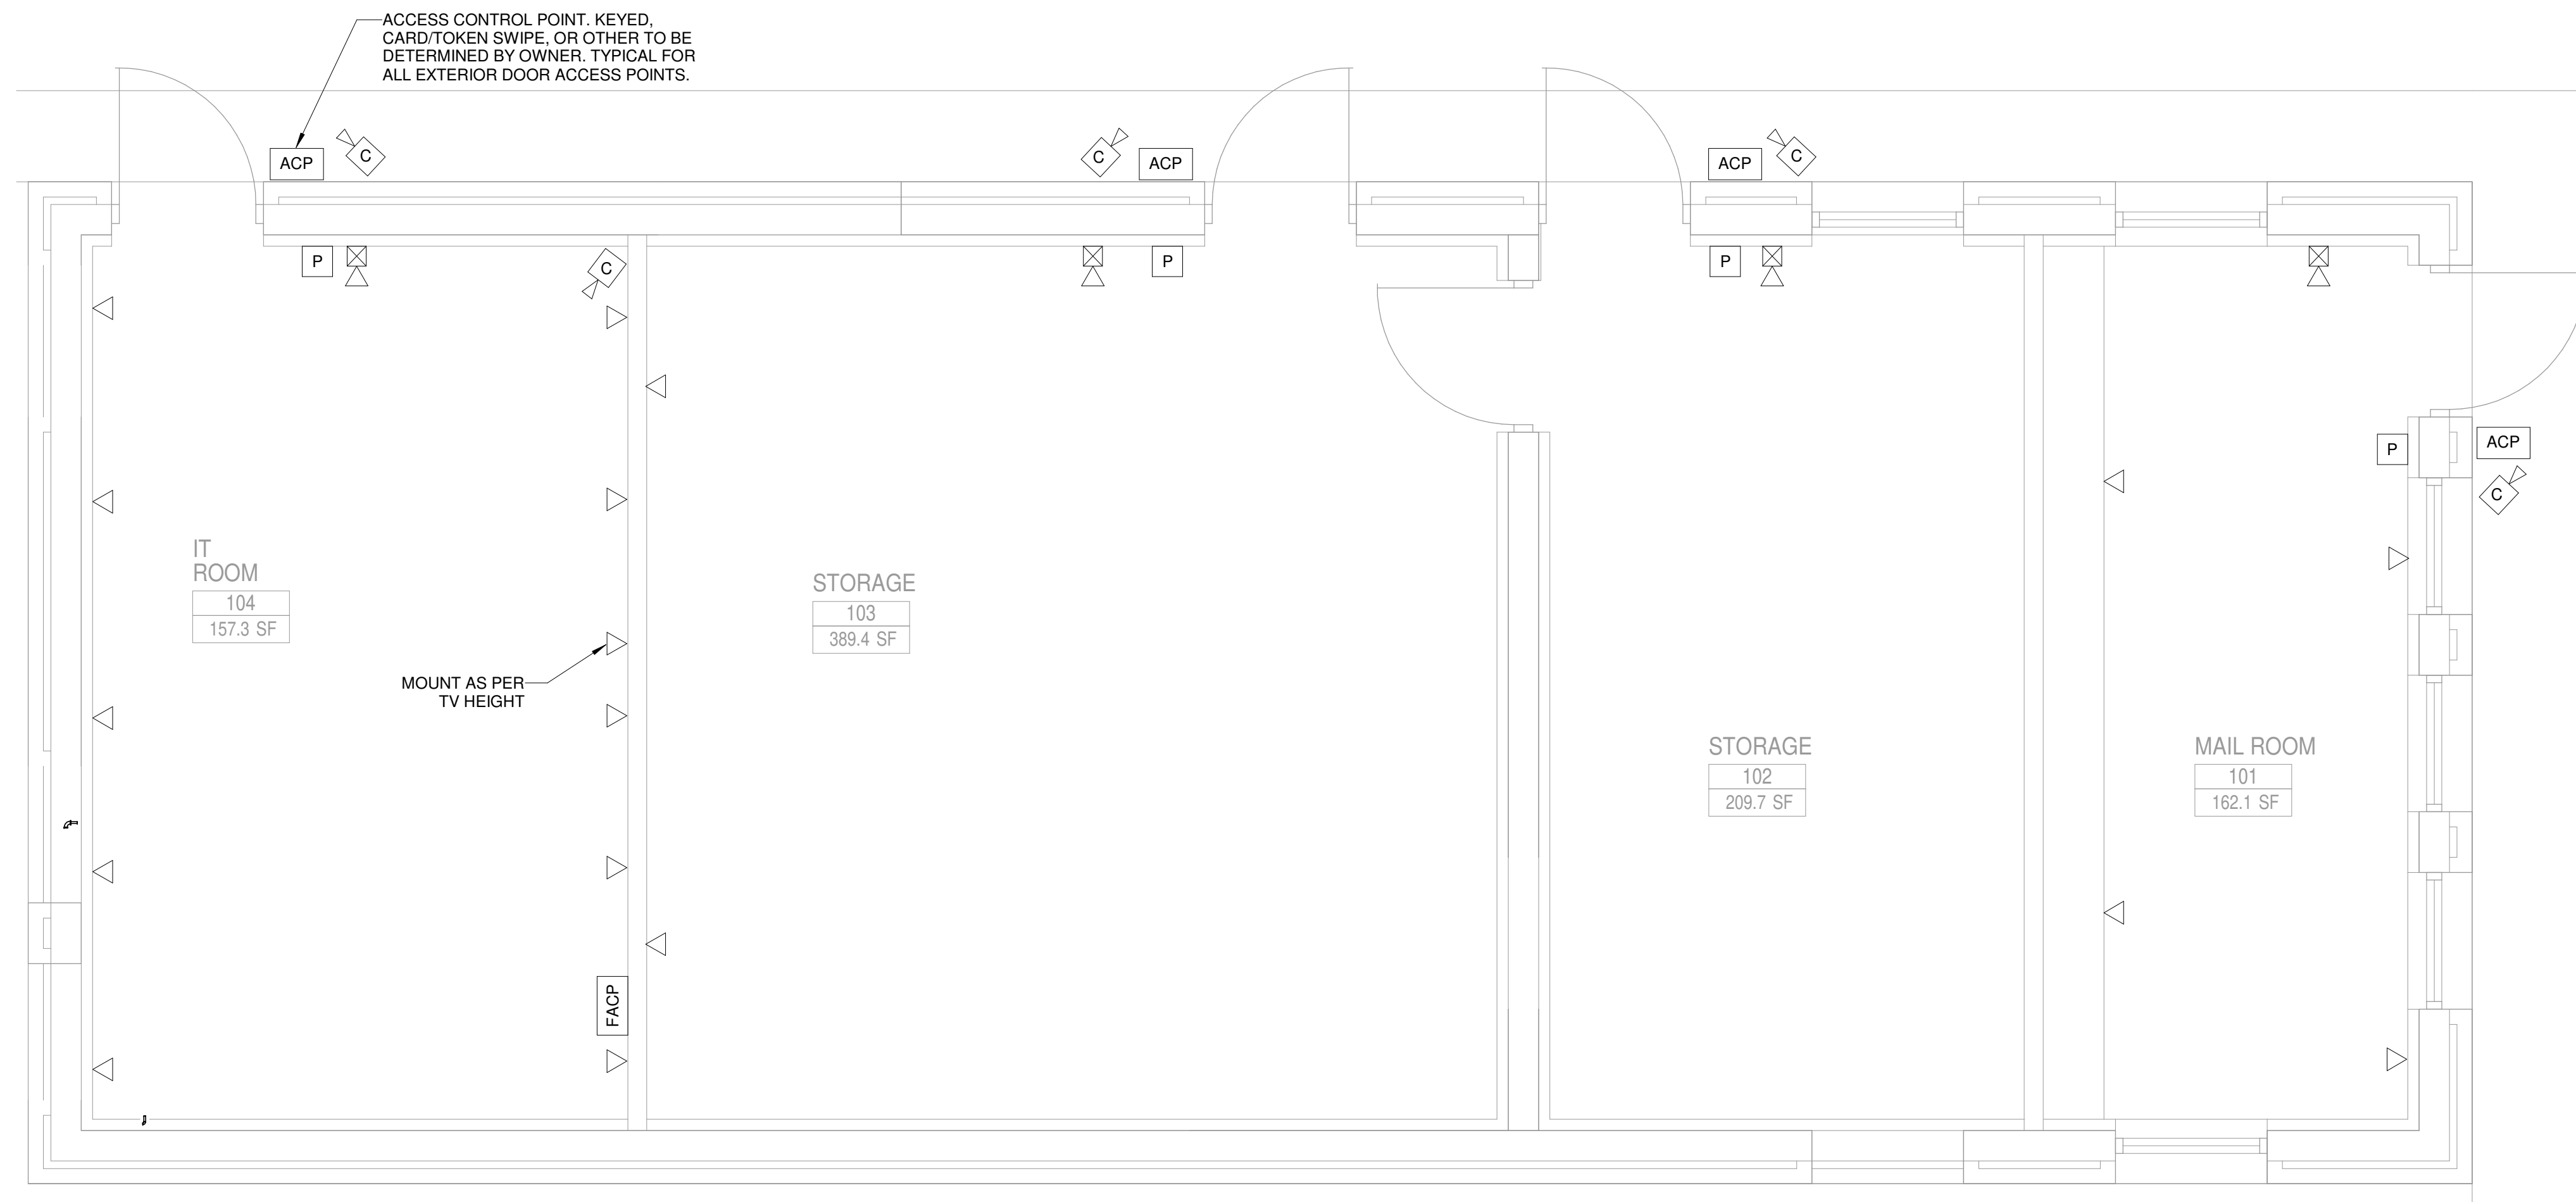 ACCESS CONTROL POINT. KEYED,
CARD/TOKEN SWIPE, OR OTHER TO BE
DETERMINED BY OWNER. TYPICAL FOR
ALL EXTERIOR DOOR ACCESS POINTS.
ACP
C
C
ACP
ACP
C
P
C
P
P
P
ACP
C
IT
ROOM
104
157.3 SF
STORAGE
103
389.4 SF
MOUNT AS PER
TV HEIGHT
STORAGE
102
209.7 SF
MAIL ROOM
101
162.1 SF
FACP